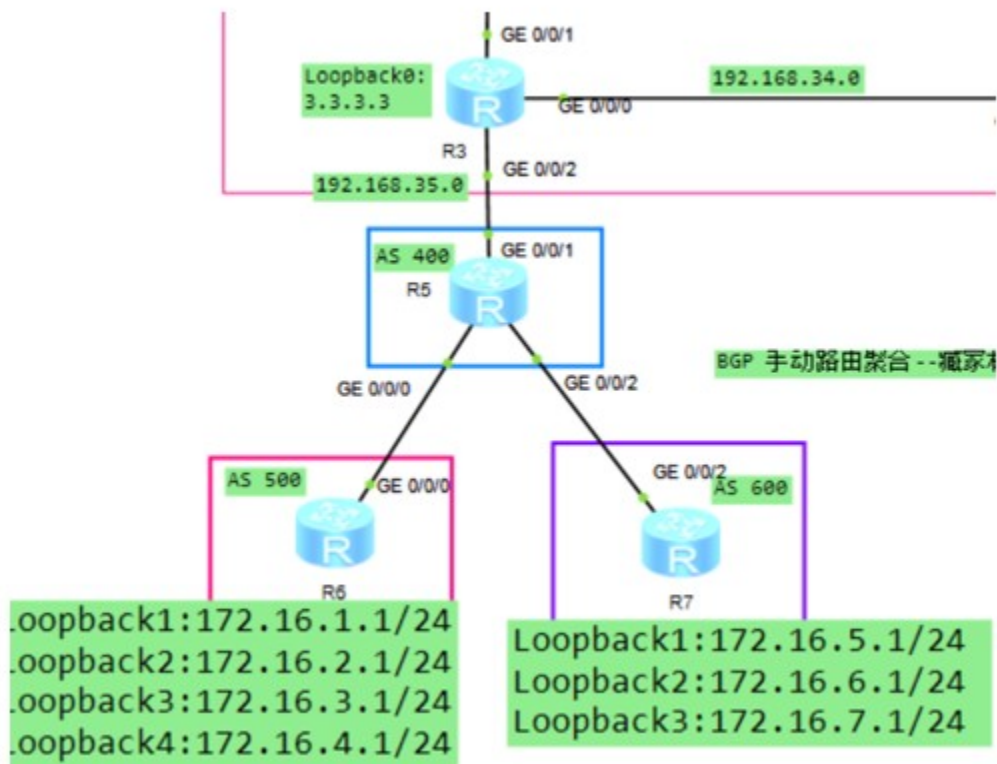 GE 0/0/1
Loopback0:
3.3.3.3
R
192.168.34.0
GE 0/0/0
R3
GE 0/0/2
192.168.35.0
AS 400
GE 0/0/1
R5
R
GE 0/0/0
GE 0/0/2
BGP 手动路由聚合--臧家
AS 500
GE 0/0/0
GE 0/0/2
AS 600
R
R
R6
R7
Loopback1:172.16.1.1/24
Loopback2:172.16.2.1/24
Loopback3:172.16.3.1/24
Loopback4:172.16.4.1/24
Loopback1:172.16.5.1/24
Loopback2:172.16.6.1/24
Loopback3:172.16.7.1/24